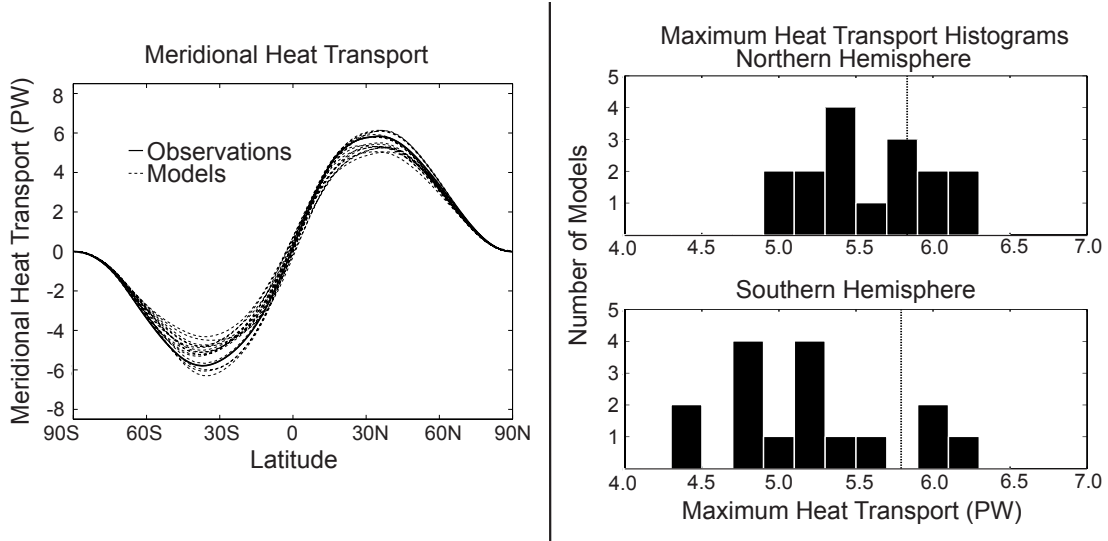 Meridional Heat Transport
Meridional Heat Transport (PW)
8
6
4
2
0
-2
-4
-6
-8
Observations
Models
90S 60S 30S 0 30N 60N 90N
Latitude
Maximum Heat Transport Histograms
Northern Hemisphere
Number of Models
5
4
3
2
1
4.0 4.5 5.0 5.5 6.0 6.5 7.0
Southern Hemisphere
5
4
3
2
1
4.0 4.5 5.0 5.5 6.0 6.5 7.0
Maximum Heat Transport (PW)